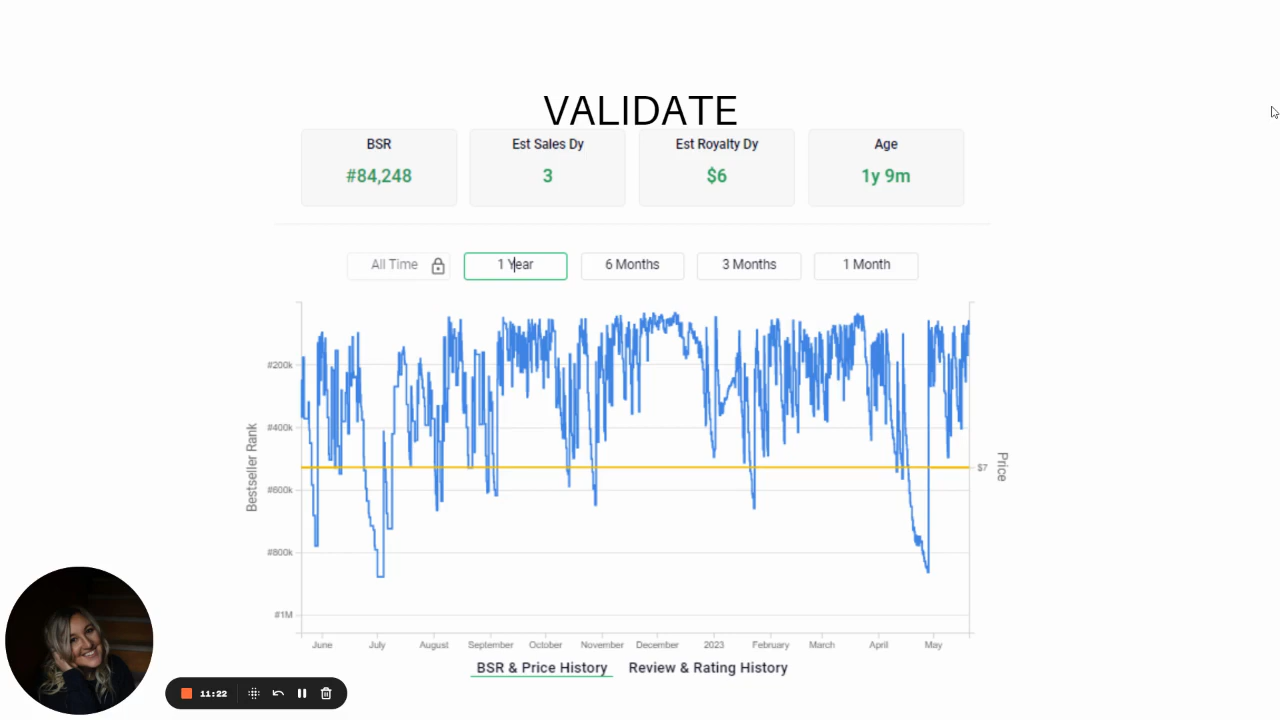 VALIDATE
BSR Est Sales Dy Est Royalty Dy Age
#84,248 3 $6 1y 9m
All Time 1 Year 6 Months 3 Months 1 Month
#200k
#400k
#600k
#800k
#1M
Bestseller Rank
$7
Price
June July August September October November December 2023 February March April May
BSR & Price History Review & Rating History
11:22